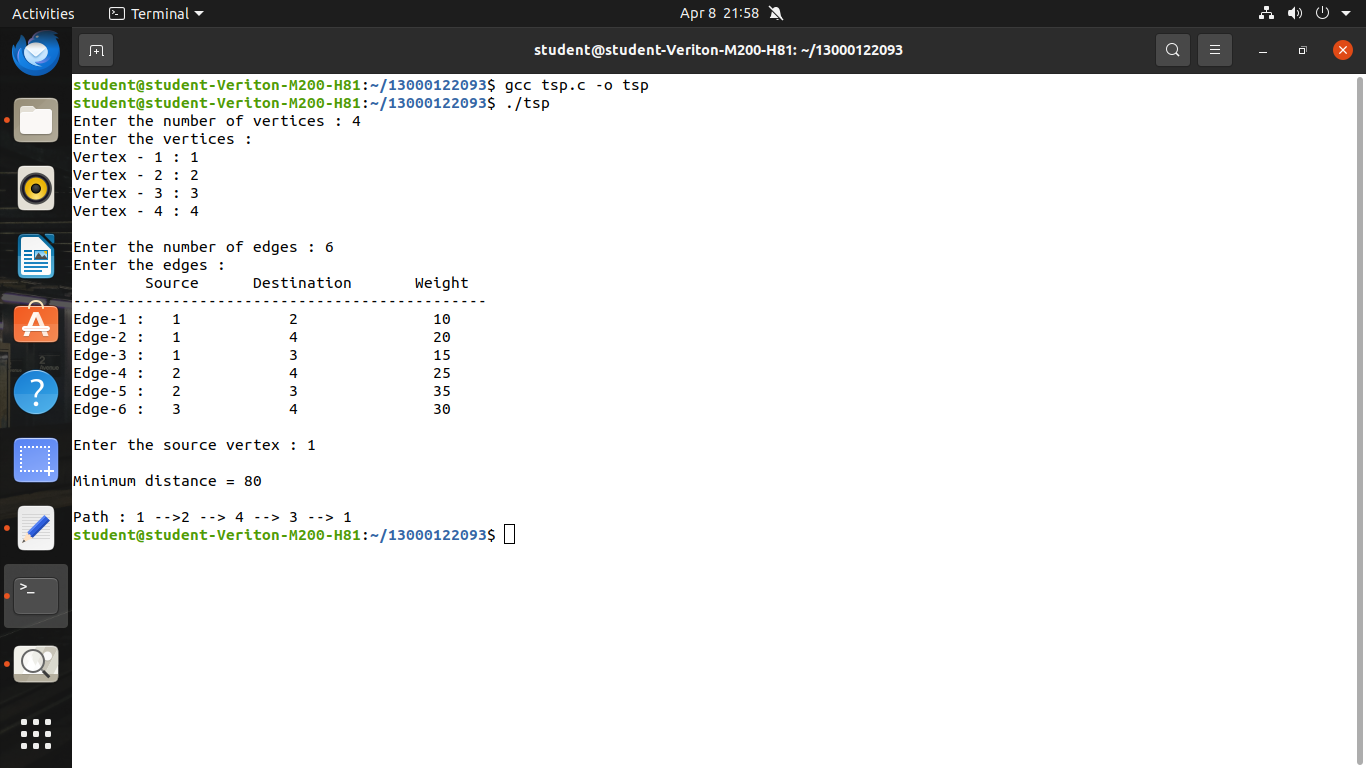 Activities Terminal Apr 8 21:58
student@student-Veriton-M200-H81: ~/13000122093
student@student-Veriton-M200-H81:~/13000122093$ gcc tsp.c -o tsp
student@student-Veriton-M200-H81:~/13000122093$ ./tsp
Enter the number of vertices : 4
Enter the vertices :
Vertex - 1 : 1
Vertex - 2 : 2
Vertex - 3 : 3
Vertex - 4 : 4
Enter the number of edges : 6
Enter the edges :
Source Destination Weight
----------------------------------------------
Edge-1 : 1 2 10
Edge-2 : 1 4 20
Edge-3 : 1 3 15
Edge-4 : 2 4 25
Edge-5 : 2 3 35
Edge-6 : 3 4 30
Enter the source vertex : 1
Minimum distance = 80
Path : 1 -->2 --> 4 --> 3 --> 1
student@student-Veriton-M200-H81:~/13000122093$